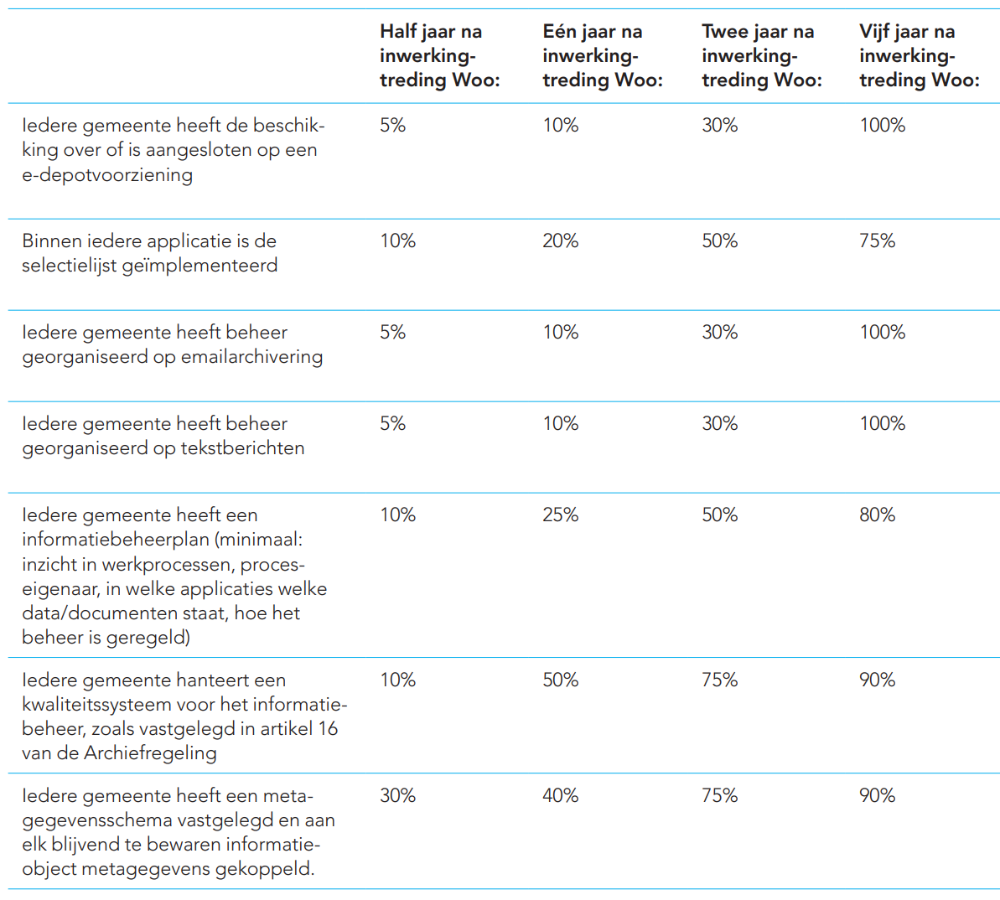 Half jaar na
inwerking-
treding Woo:
Eén jaar na
inwerking-
treding Woo:
Twee jaar na
inwerking-
treding Woo:
Vijf jaar na
inwerking-
treding Woo:
Iedere gemeente heeft de beschik-
king over of is aangesloten op een
e-depotvoorziening
5%
10%
30%
100%
Binnen iedere applicatie is de
selectielijst geïmplementeerd
10%
20%
50%
75%
Iedere gemeente heeft beheer
georganiseerd op emailarchivering
5%
10%
30%
100%
Iedere gemeente heeft beheer
georganiseerd op tekstberichten
5%
10%
30%
100%
Iedere gemeente heeft een
informatiebeheerplan (minimaal:
inzicht in werkprocessen, proces-
eigenaar, in welke applicaties welke
data/documenten staat, hoe het
beheer is geregeld)
10%
25%
50%
80%
Iedere gemeente hanteert een
kwaliteitssysteem voor het informatie-
beheer, zoals vastgelegd in artikel 16
van de Archiefregeling
10%
50%
75%
90%
Iedere gemeente heeft een meta-
gegevensschema vastgelegd en aan
elk blijvend te bewaren informatie-
object metagegevens gekoppeld.
30%
40%
75%
90%